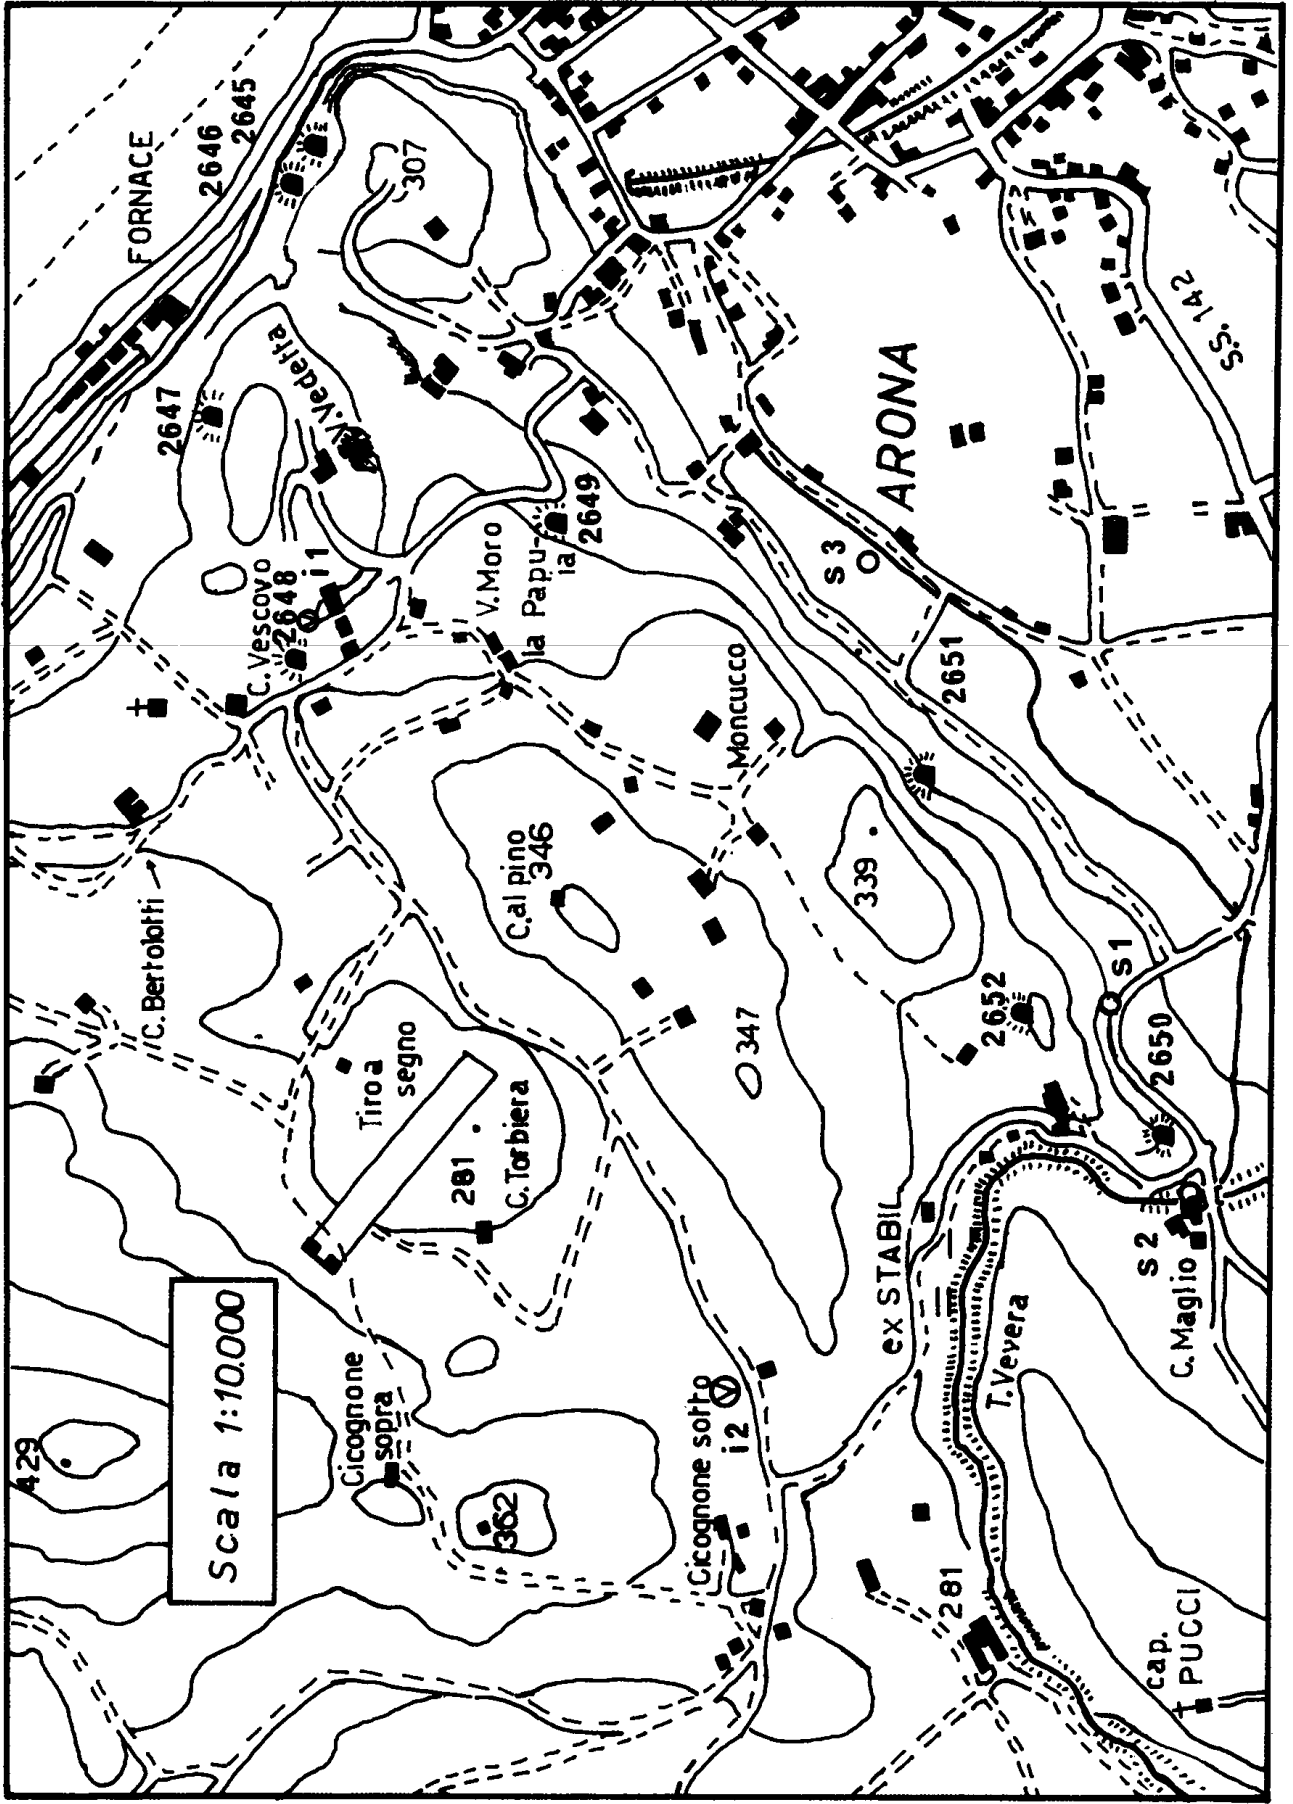 FORNACE
2646
2645
307
2647
V. Vedetta
C. Vescovo
2648
i1
2649
V. Moro
la Papu-
la
S.S. 142
ARONA
s 3
2651
Moncucco
C. Bertolotti
C. al pino
346
339
Tiro a
segno
281
C. Torbiera
347
2652
s1
2650
s 2
C. Maglio
ex STABIL.
T. Vevera
429
Scala 1:10.000
Cicognone
sopra
362
Cicognone sotto
V
i2
281
cap.
PUCCI